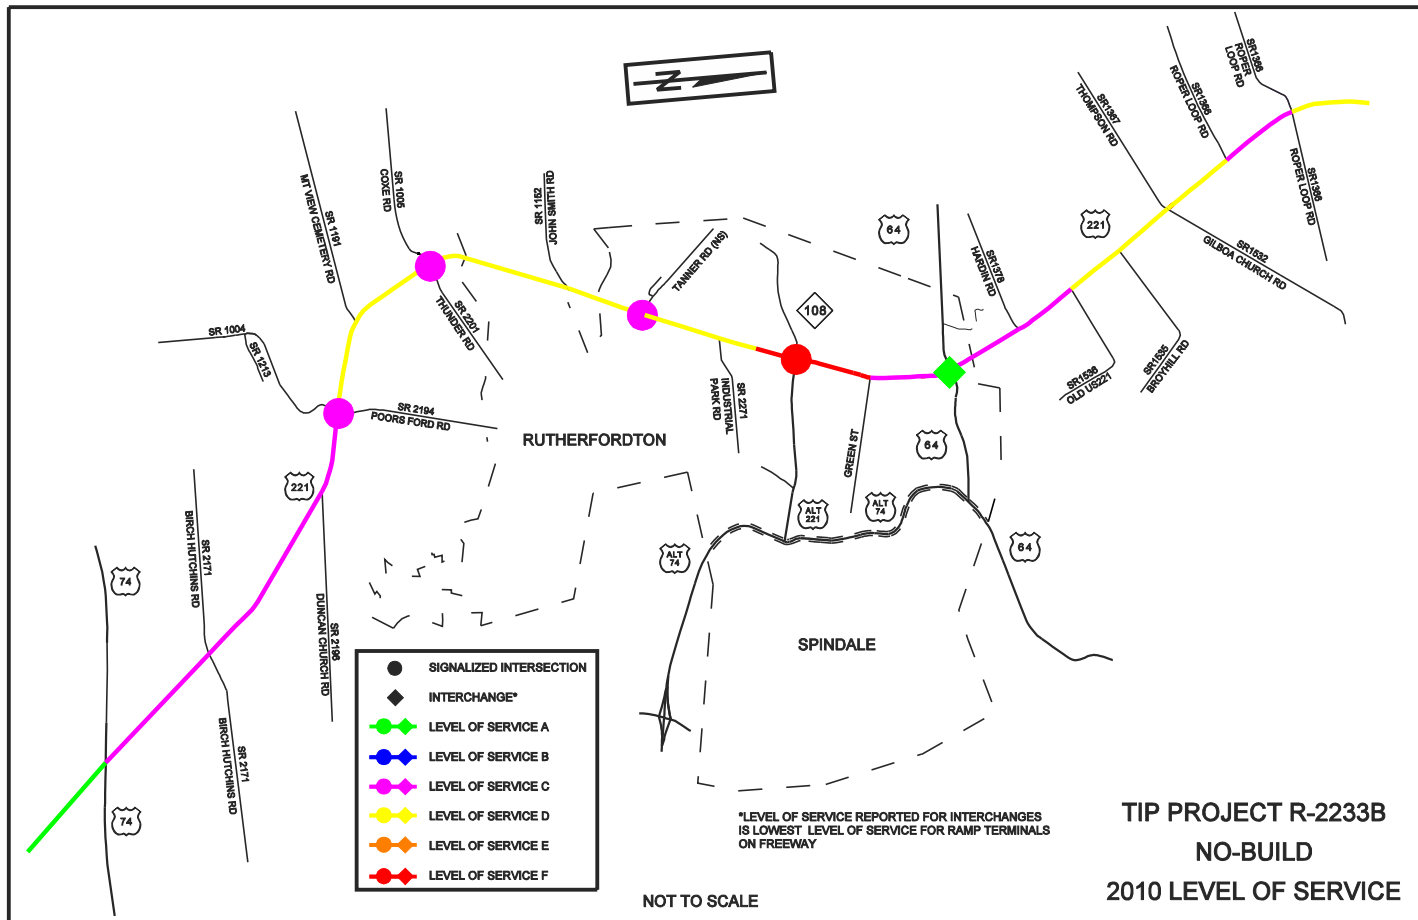 N
SR1366
ROPER
LOOP RD
SR1366
ROPER LOOP RD
SR1367
THOMPSON RD
SR1366
ROPER LOOP RD
SR 1005
COXE RD
SR 1191
MT VIEW CEMETERY RD
SR 1152
JOHN SMITH RD
TANNER RD (NS)
64
221
SR1378
HARDIN RD
SR1532
GILBOA CHURCH RD
108
SR 2201
THUNDER RD
SR 1004
SR 1213
SR1535
BROYHILL RD
SR1536
OLD US221
SR 2194
POORS FORD RD
SR 2271
INDUSTRIAL
PARK RD
RUTHERFORDTON
GREEN ST
64
221
ALT
221
ALT
74
SR 2171
BIRCH HUTCHINS RD
ALT
74
64
74
SR 2196
DUNCAN CHURCH RD
SPINDALE
SR 2171
BIRCH HUTCHINS RD
74
SIGNALIZED INTERSECTION
INTERCHANGE*
LEVEL OF SERVICE A
LEVEL OF SERVICE B
LEVEL OF SERVICE C
LEVEL OF SERVICE D
LEVEL OF SERVICE E
LEVEL OF SERVICE F
*LEVEL OF SERVICE REPORTED FOR INTERCHANGES
IS LOWEST LEVEL OF SERVICE FOR RAMP TERMINALS
ON FREEWAY
NOT TO SCALE
TIP PROJECT R-2233B
NO-BUILD
2010 LEVEL OF SERVICE